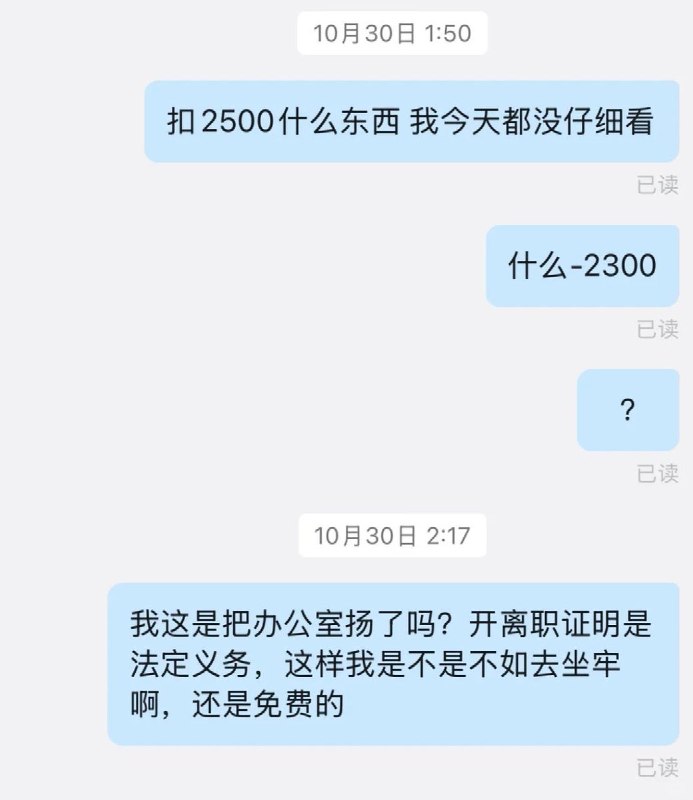 10月30日 1:50
扣2500什么东西 我今天都没仔细看
已读
什么-2300
已读
?
已读
10月30日 2:17
我这是把办公室扬了吗？开离职证明是
法定义务，这样我是不是不如去坐牢
啊，还是免费的
已读